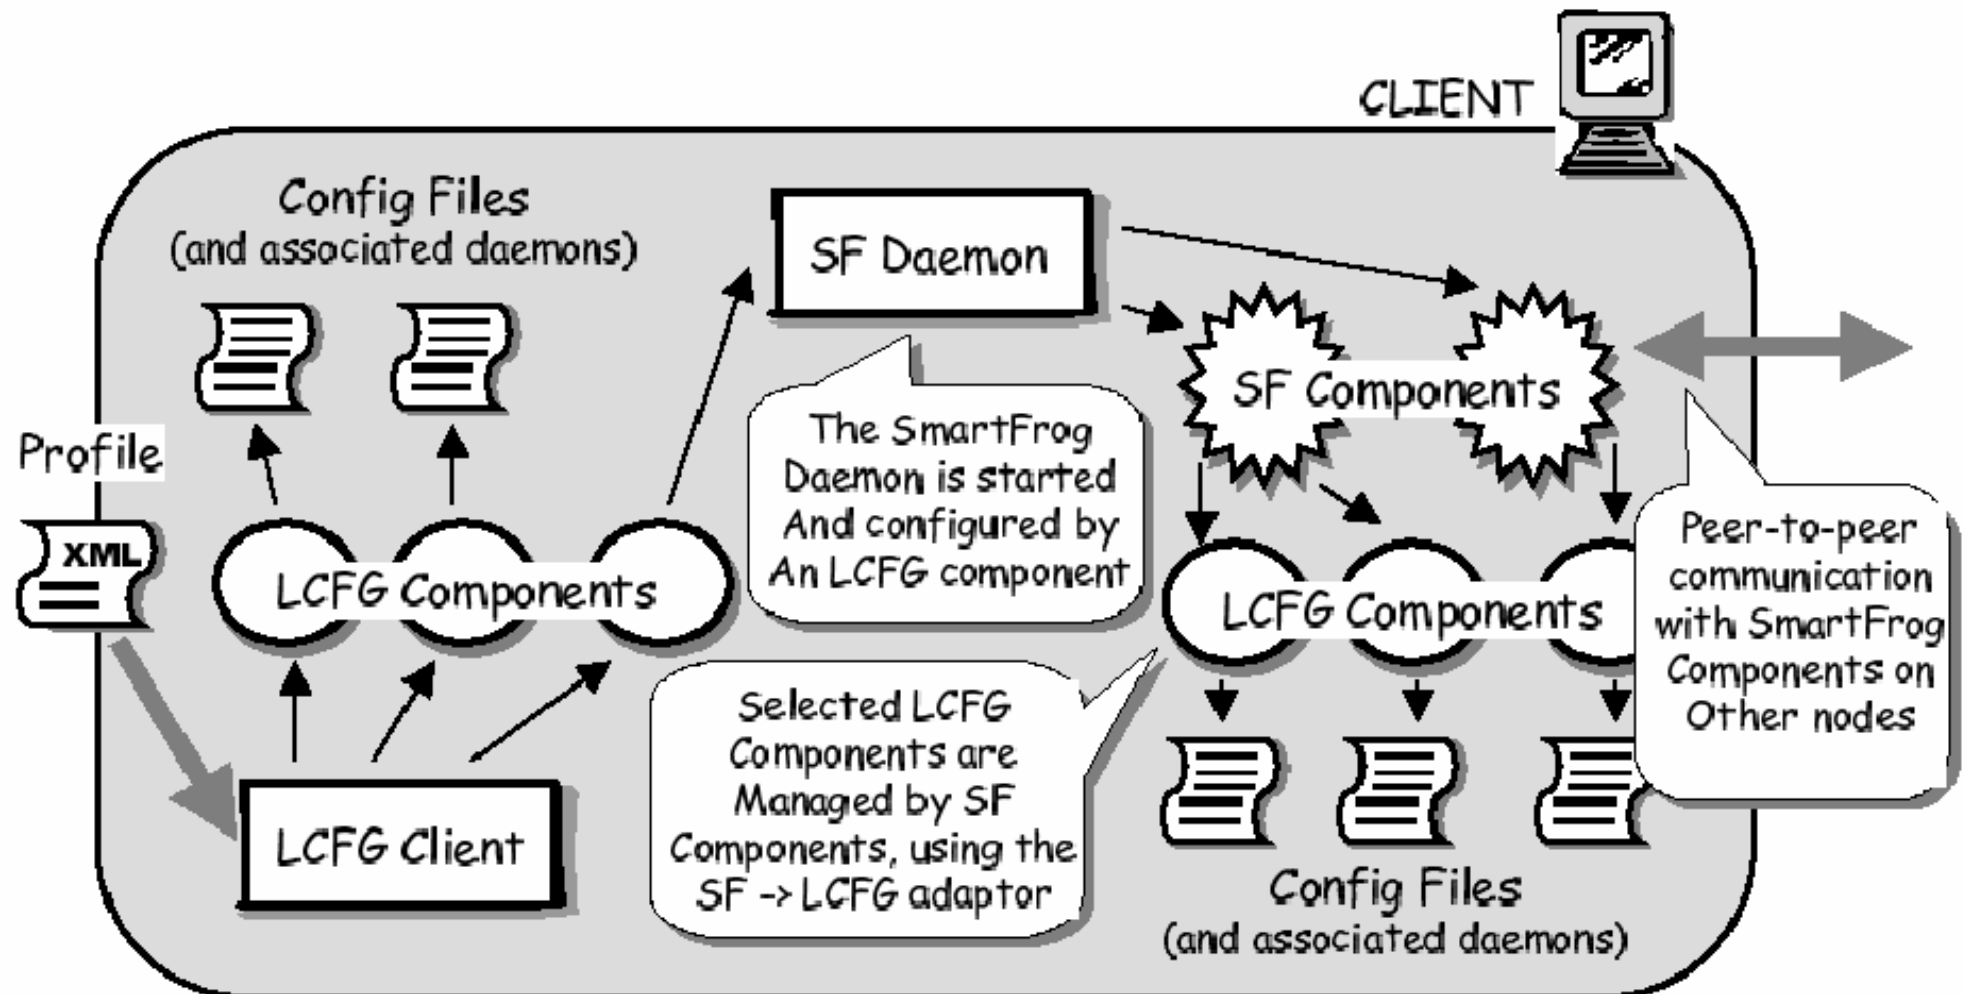 CLIENT
Config Files
(and associated daemons)
SF Daemon
SF Components
Profile
XML
The SmartFrog
Daemon is started
And configured by
An LCFG component
LCFG Components
LCFG Components
Peer-to-peer
communication
with SmartFrog
Components on
Other nodes
Selected LCFG
Components are
Managed by SF
Components, using the
SF -> LCFG adaptor
LCFG Client
Config Files
(and associated daemons)